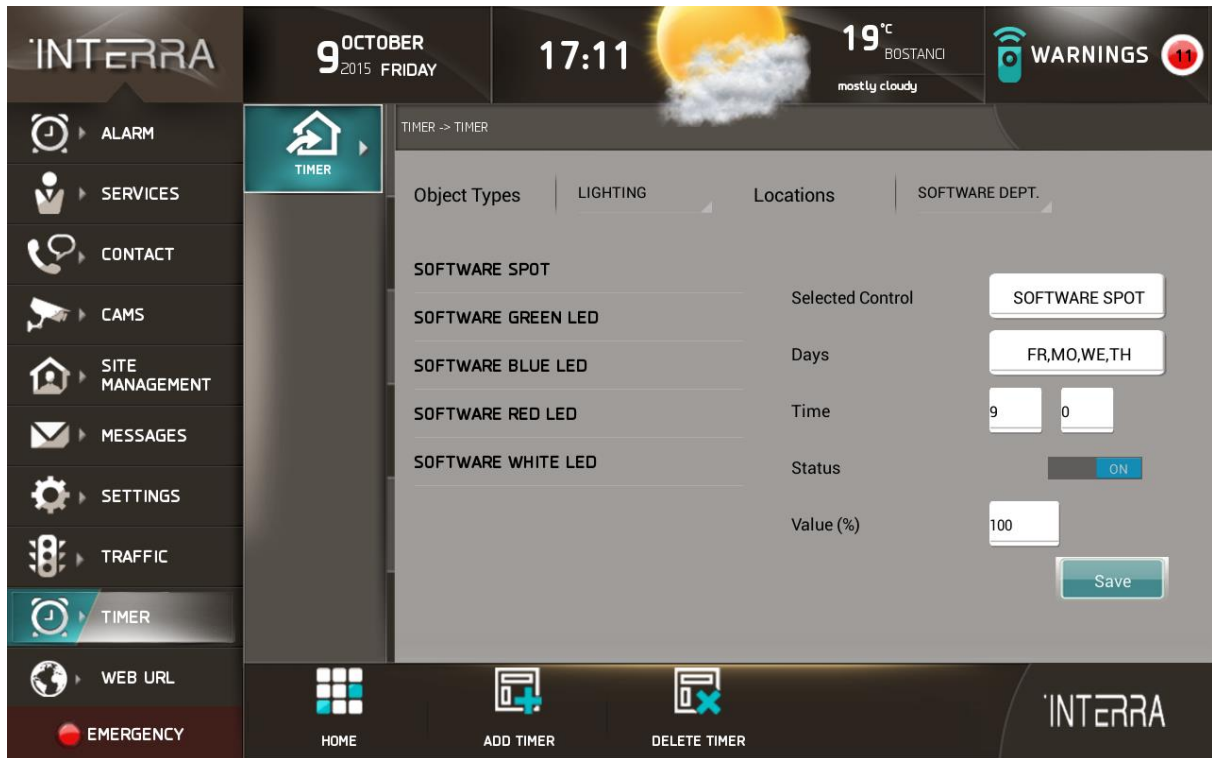 INTERRA
9 OCTOBER
2015 FRIDAY
17:11
19°C
BOSTANCI
mostly cloudy
WARNINGS 11
ALARM
SERVICES
CONTACT
CAMS
SITE
MANAGEMENT
MESSAGES
SETTINGS
TRAFFIC
TIMER
WEB URL
EMERGENCY
TIMER
TIMER -> TIMER
Object Types LIGHTING Locations SOFTWARE DEPT.
SOFTWARE SPOT
SOFTWARE GREEN LED
SOFTWARE BLUE LED
SOFTWARE RED LED
SOFTWARE WHITE LED
Selected Control SOFTWARE SPOT
Days FR,MO,WE,TH
Time 9 0
Status ON
Value (%) 100
Save
HOME
ADD TIMER
DELETE TIMER
INTERRA